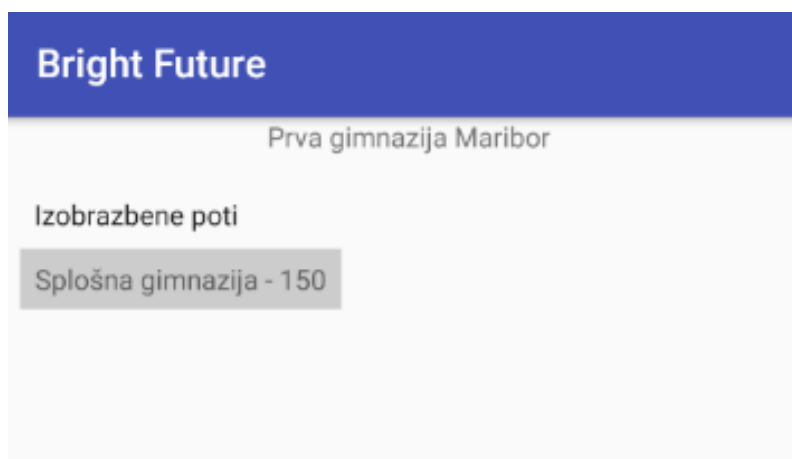 Bright Future
Prva gimnazija Maribor
Izobrazbene poti
Splošna gimnazija - 150